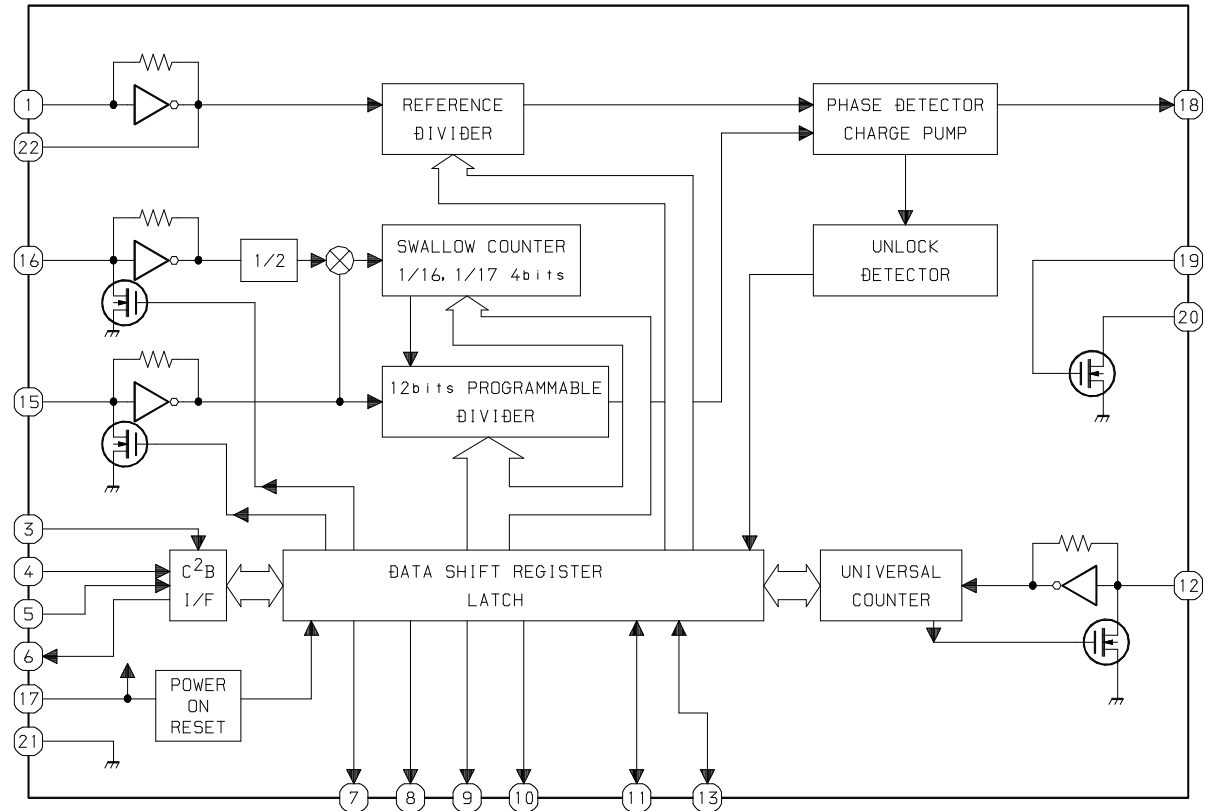 1
REFERENCE
DIVIDER
PHASE DETECTOR
CHARGE PUMP
18
22
16
1/2
SWALLOW COUNTER
1/16, 1/17 4bits
UNLOCK
DETECTOR
19
20
15
12bits PROGRAMMABLE
DIVIDER
3
4
5
6
C²B
I/F
DATA SHIFT REGISTER
LATCH
UNIVERSAL
COUNTER
12
17
POWER
ON
RESET
21
7
8
9
10
11
13